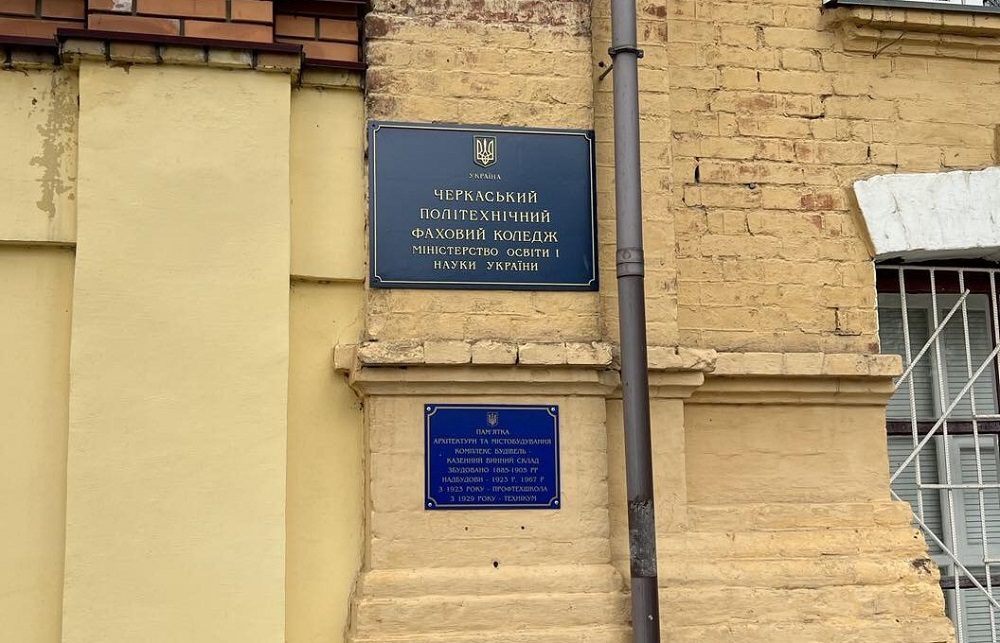 УКРАЇНА
ЧЕРКАСЬКИЙ
ПОЛІТЕХНІЧНИЙ
ФАХОВИЙ КОЛЕДЖ
МІНІСТЕРСТВО ОСВІТИ І
НАУКИ УКРАЇНИ
ПАМ'ЯТКА
АРХІТЕКТУРИ ТА МІСТОБУДУВАННЯ
КОМПЛЕКС БУДІВЕЛЬ -
КАЗЕННИЙ ВИННИЙ СКЛАД
ЗБУДОВАНО 1885-1905 РР
НАДБУДОВИ - 1923 Р, 1967 Р
З 1923 РОКУ - ПРОФТЕХШКОЛА
З 1929 РОКУ - ТЕХНІКУМ